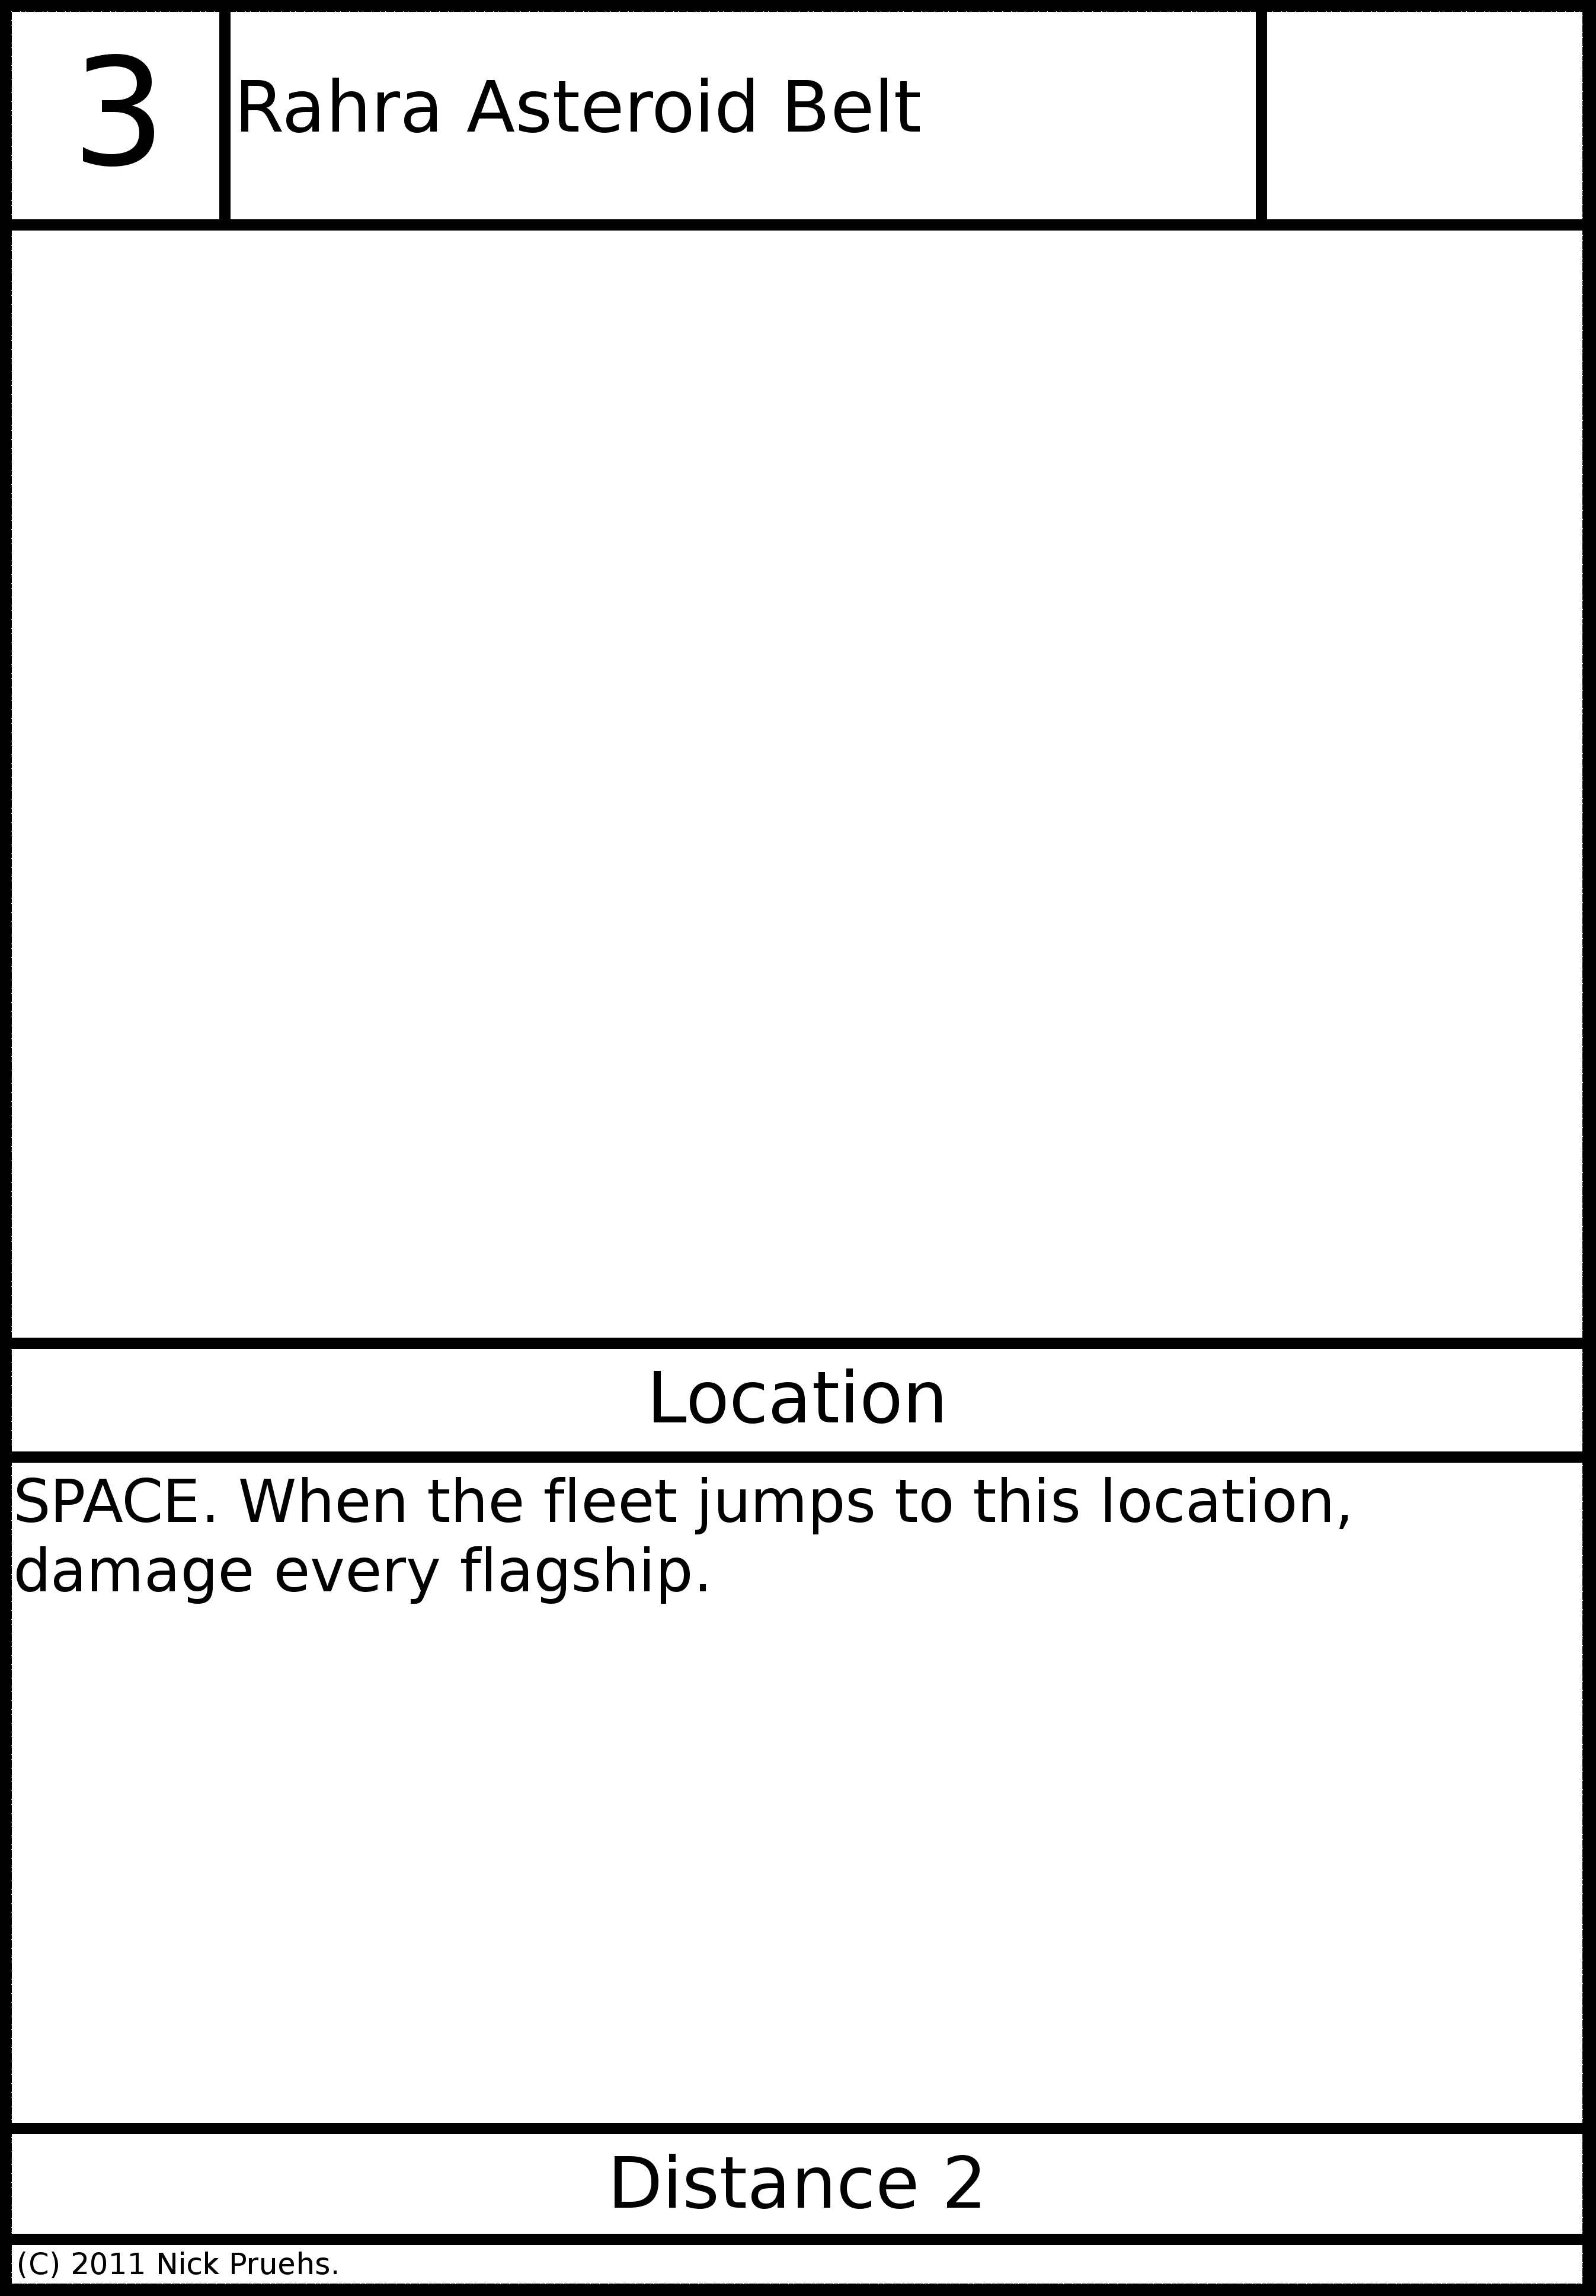 3
Rahra Asteroid Belt
Location
SPACE. When the fleet jumps to this location,
damage every flagship.
Distance 2
(C) 2011 Nick Pruehs.